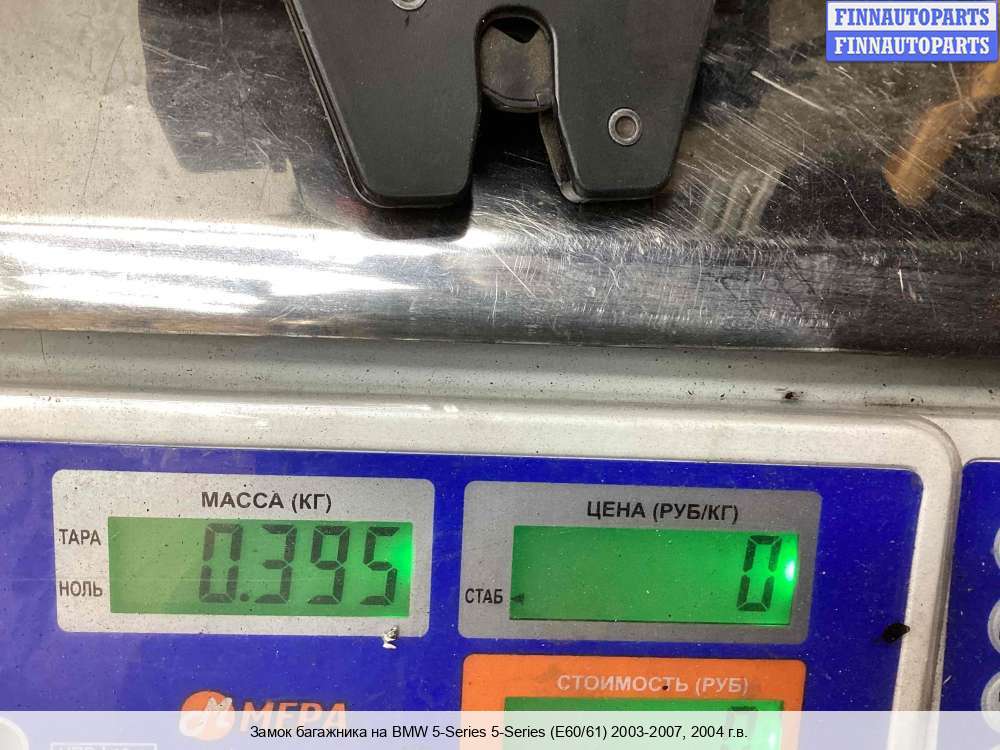 FINNAUTOPARTS
FINNAUTOPARTS
МАССА (КГ)
ТАРА
0.395
НОЛЬ
ЦЕНА (РУБ/КГ)
0
СТАБ
СТОИМОСТЬ (РУБ)
МЕРА
Замок багажника на BMW 5-Series 5-Series (E60/61) 2003-2007, 2004 г.в.